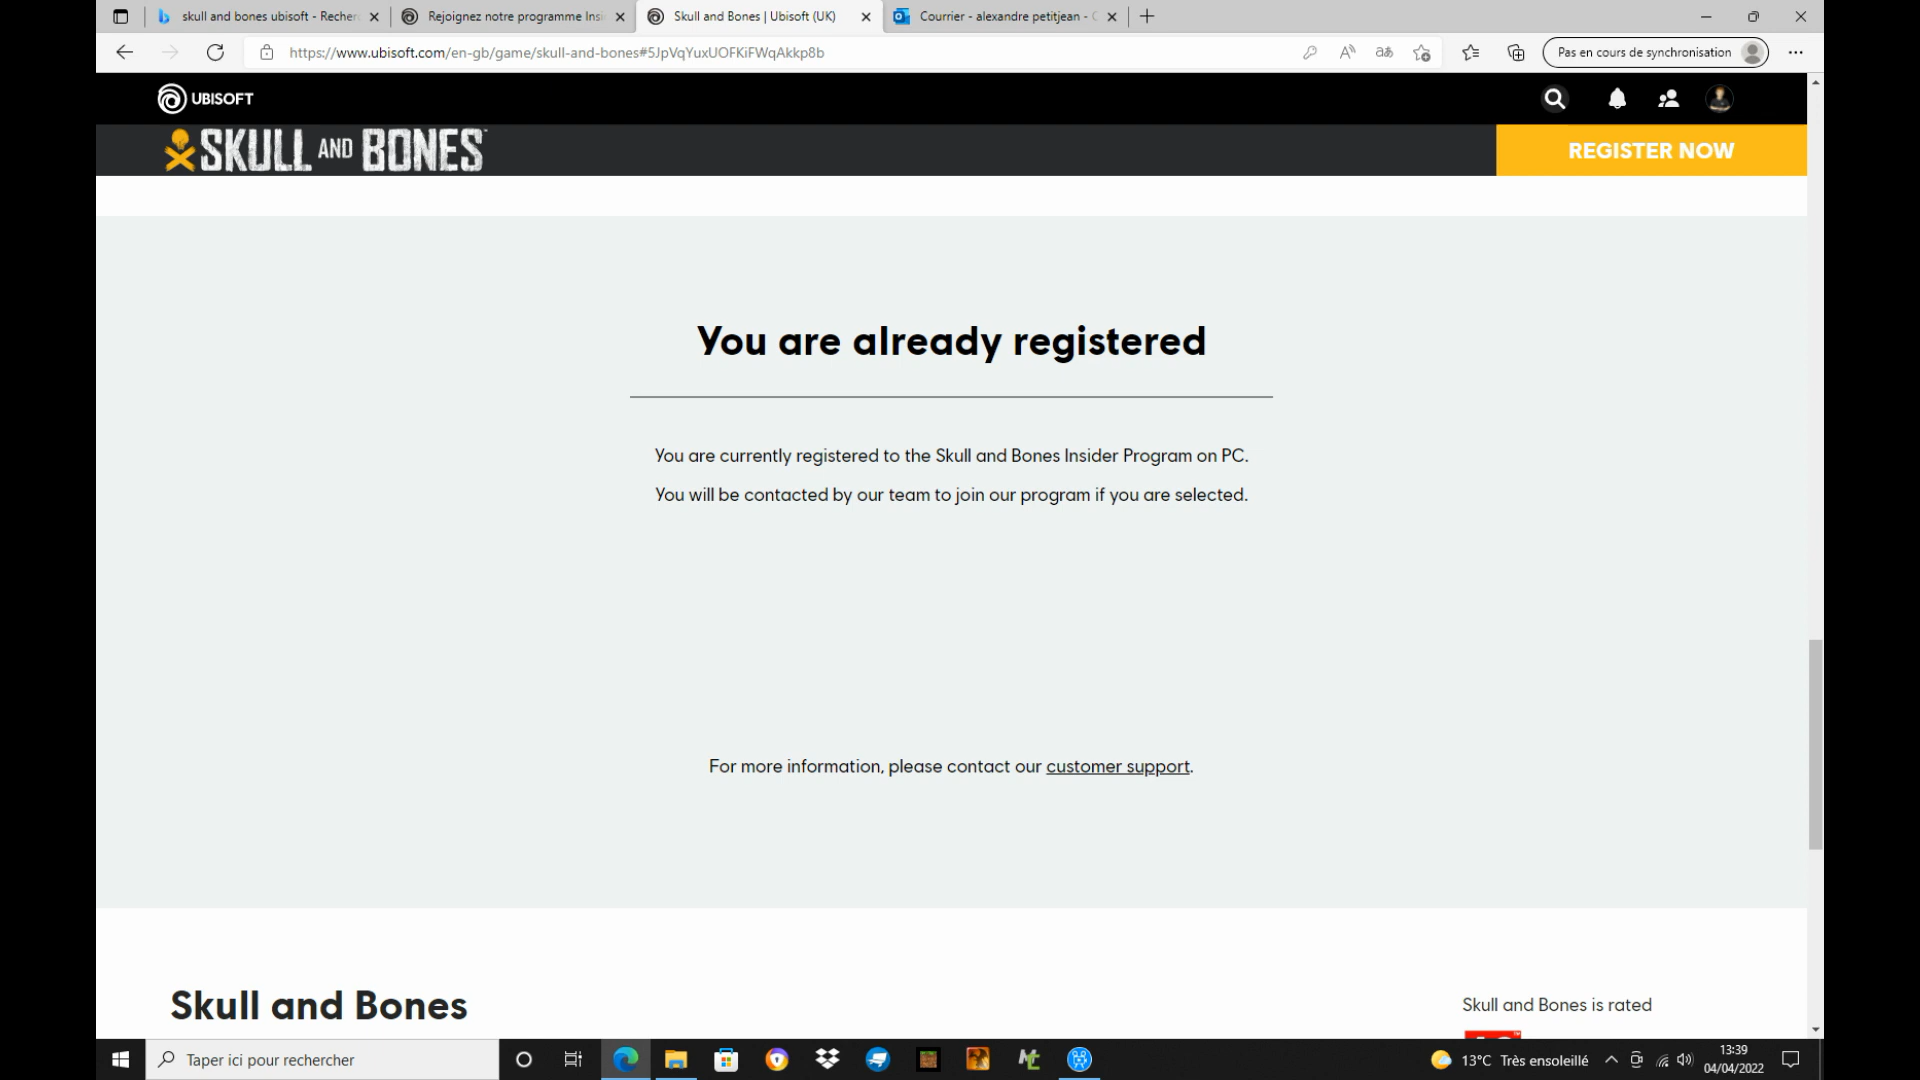 skull and bones ubisoft - Recher
Rejoignez notre programme Insi
Skull and Bones | Ubisoft (UK)
Courrier - alexandre petitjean -
https://www.ubisoft.com/en-gb/game/skull-and-bones#5JpVqYuxUOFKiFWqAkkp8b
Pas en cours de synchronisation
UBISOFT
SKULL AND BONES
REGISTER NOW
You are already registered
You are currently registered to the Skull and Bones Insider Program on PC.
You will be contacted by our team to join our program if you are selected.
For more information, please contact our customer support.
Skull and Bones
Skull and Bones is rated
Taper ici pour rechercher
13°C Très ensoleillé
13:39
04/04/2022